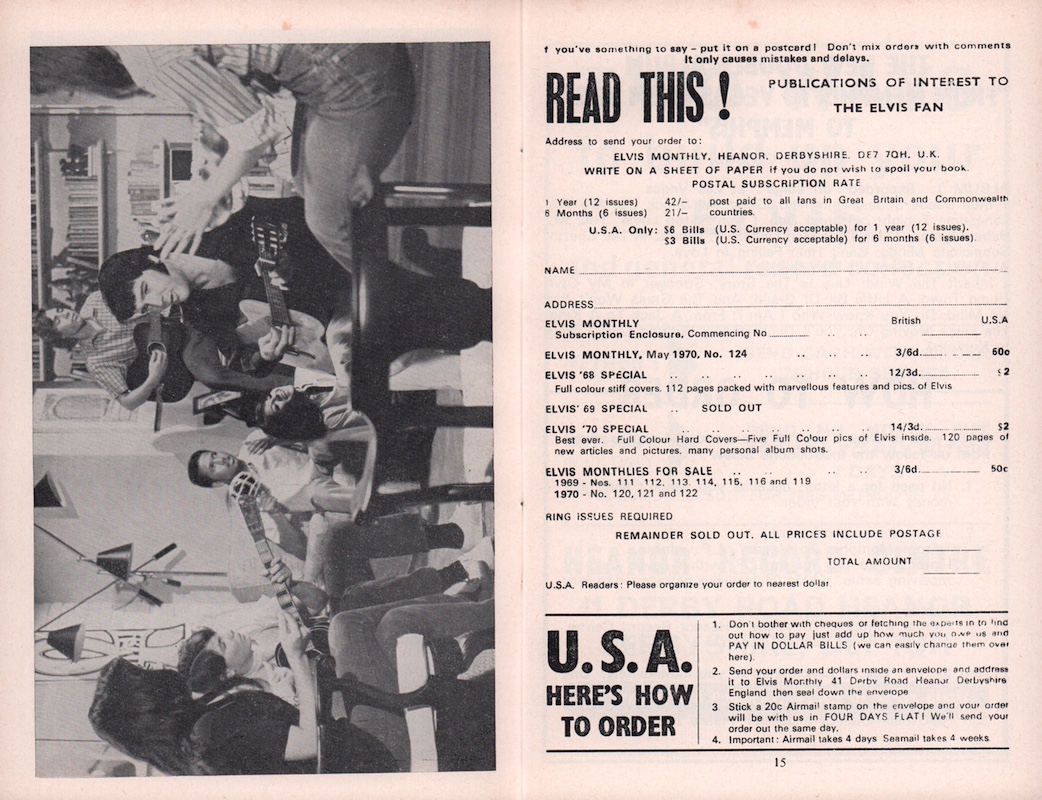 f you've something to say - put it on a postcard! Don't mix orders with comments
It only causes mistakes and delays.
READ THIS !
PUBLICATIONS OF INTEREST TO
THE ELVIS FAN
Address to send your order to:
ELVIS MONTHLY, HEANOR, DERBYSHIRE. DE7 7QH, U.K.
WRITE ON A SHEET OF PAPER if you do not wish to spoil your book.
POSTAL SUBSCRIPTION RATE
1 Year (12 issues) 42/- post paid to all fans in Great Britain and Commonwealth
6 Months (6 issues) 21/- countries.
U.S.A. Only: $6 Bills (U.S. Currency acceptable) for 1 year (12 issues).
$3 Bills (U.S. Currency acceptable) for 6 months (6 issues).
NAME
ADDRESS
ELVIS MONTHLY British U.S.A
Subscription Enclosure, Commencing No .. ..
ELVIS MONTHLY, May 1970, No. 124 .. .. .. 3/6d. 60c
ELVIS '68 SPECIAL .. .. .. .. .. 12/3d. $2
Full colour stiff covers. 112 pages packed with marvellous features and pics. of Elvis
ELVIS' 69 SPECIAL .. SOLD OUT
ELVIS '70 SPECIAL .. .. .. .. .. 14/3d. $2
Best ever. Full Colour Hard Covers—Five Full Colour pics of Elvis inside. 120 pages of
new articles and pictures. many personal album shots.
ELVIS MONTHLIES FOR SALE .. .. .. .. 3/6d. 50c
1969 - Nos. 111 112. 113. 114, 115, 116 and 119
1970 - No. 120, 121 and 122
RING ISSUES REQUIRED
REMAINDER SOLD OUT. ALL PRICES INCLUDE POSTAGE
TOTAL AMOUNT
U.S.A. Readers: Please organize your order to nearest dollar
U.S.A.
HERE'S HOW
TO ORDER
1. Don't bother with cheques or fetching the experts in to find
out how to pay just add up how much you owe us and
PAY IN DOLLAR BILLS (we can easily change them over
here).
2. Send your order and dollars inside an envelope and address
it to Elvis Monthly 41 Derby Road Heanor Derbyshire
England then seal down the envelope
3 Stick a 20c Airmail stamp on the envelope and your order
will be with us in FOUR DAYS FLAT! We'll send your
order out the same day.
4. Important: Airmail takes 4 days Seamail takes 4 weeks.
15